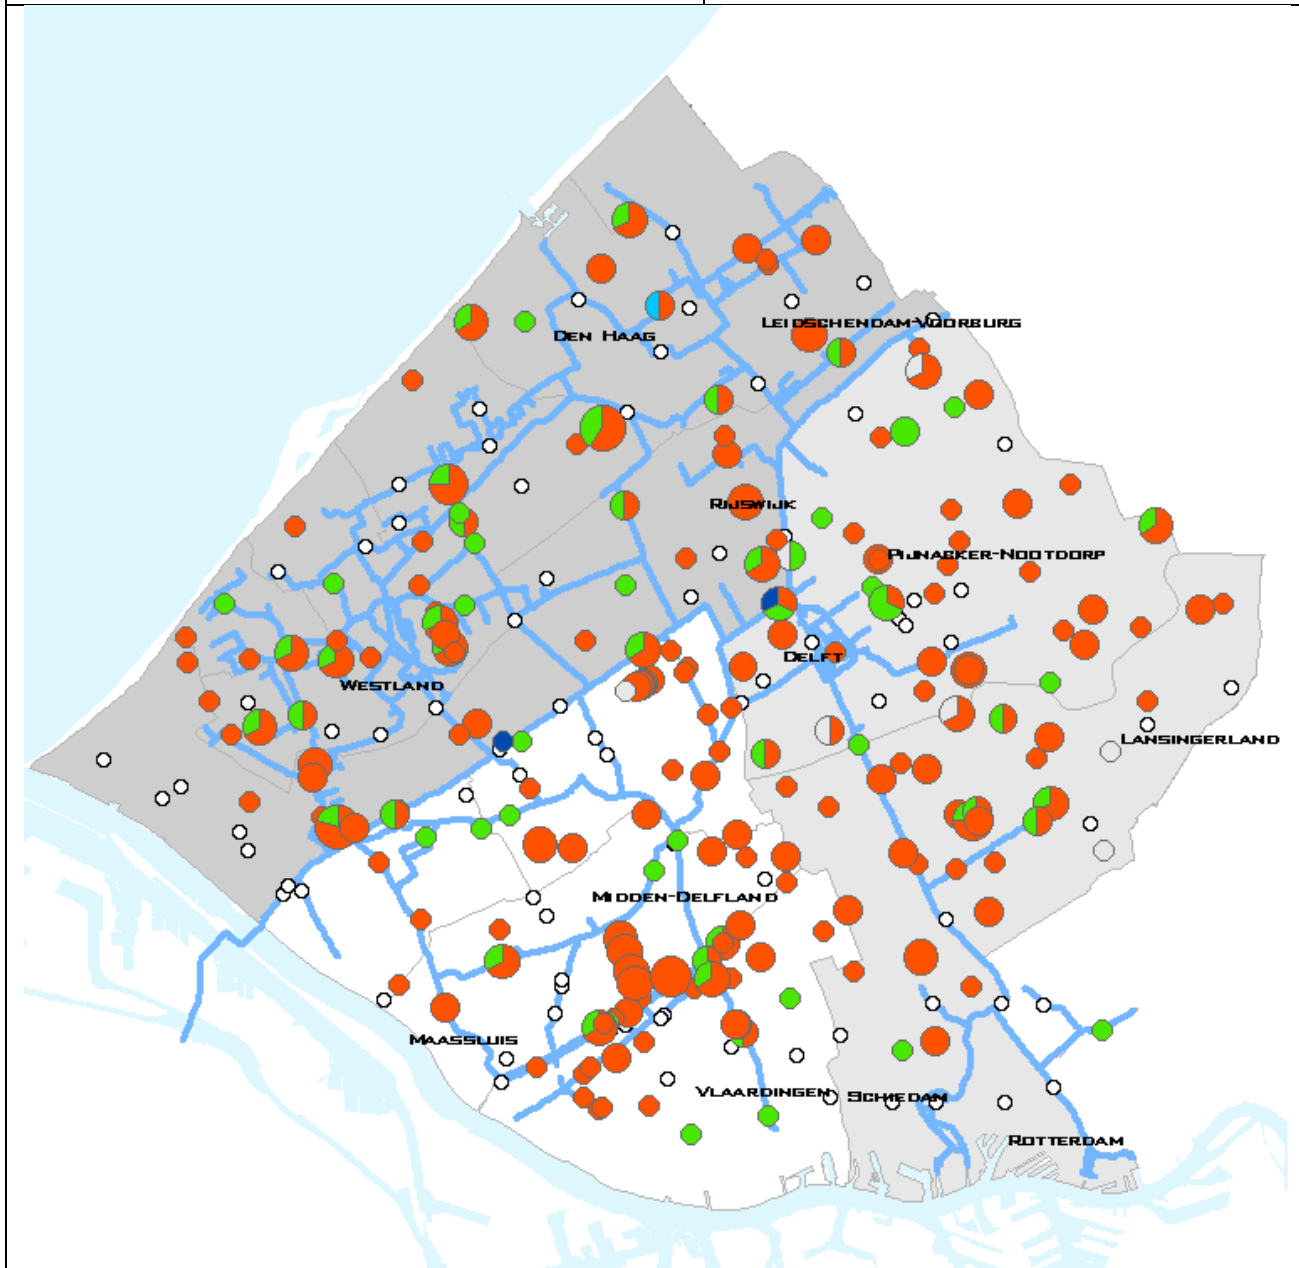 LEIDSCHENDAM-VOORBURG
DEN HAAG
RIJSWIJK
PIJNACKER-NOOTDORP
DELFT
WESTLAND
LANSINGERLAND
MIDDEN-DELFLAND
MAASSLUIS
VLAARDINGEN
SCHIEDAM
ROTTERDAM